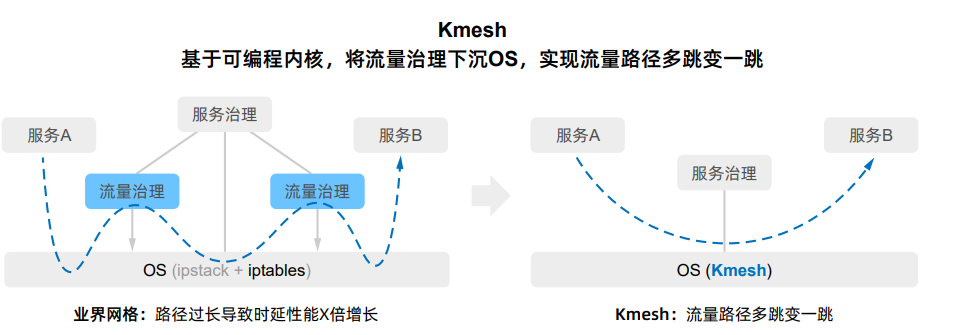 Kmesh
基于可编程内核，将流量治理下沉OS，实现流量路径多跳变一跳
服务治理
服务A
服务B
流量治理
流量治理
OS (ipstack + iptables)
业界网格：路径过长导致时延性能X倍增长
服务A
服务B
服务治理
OS (Kmesh)
Kmesh：流量路径多跳变一跳